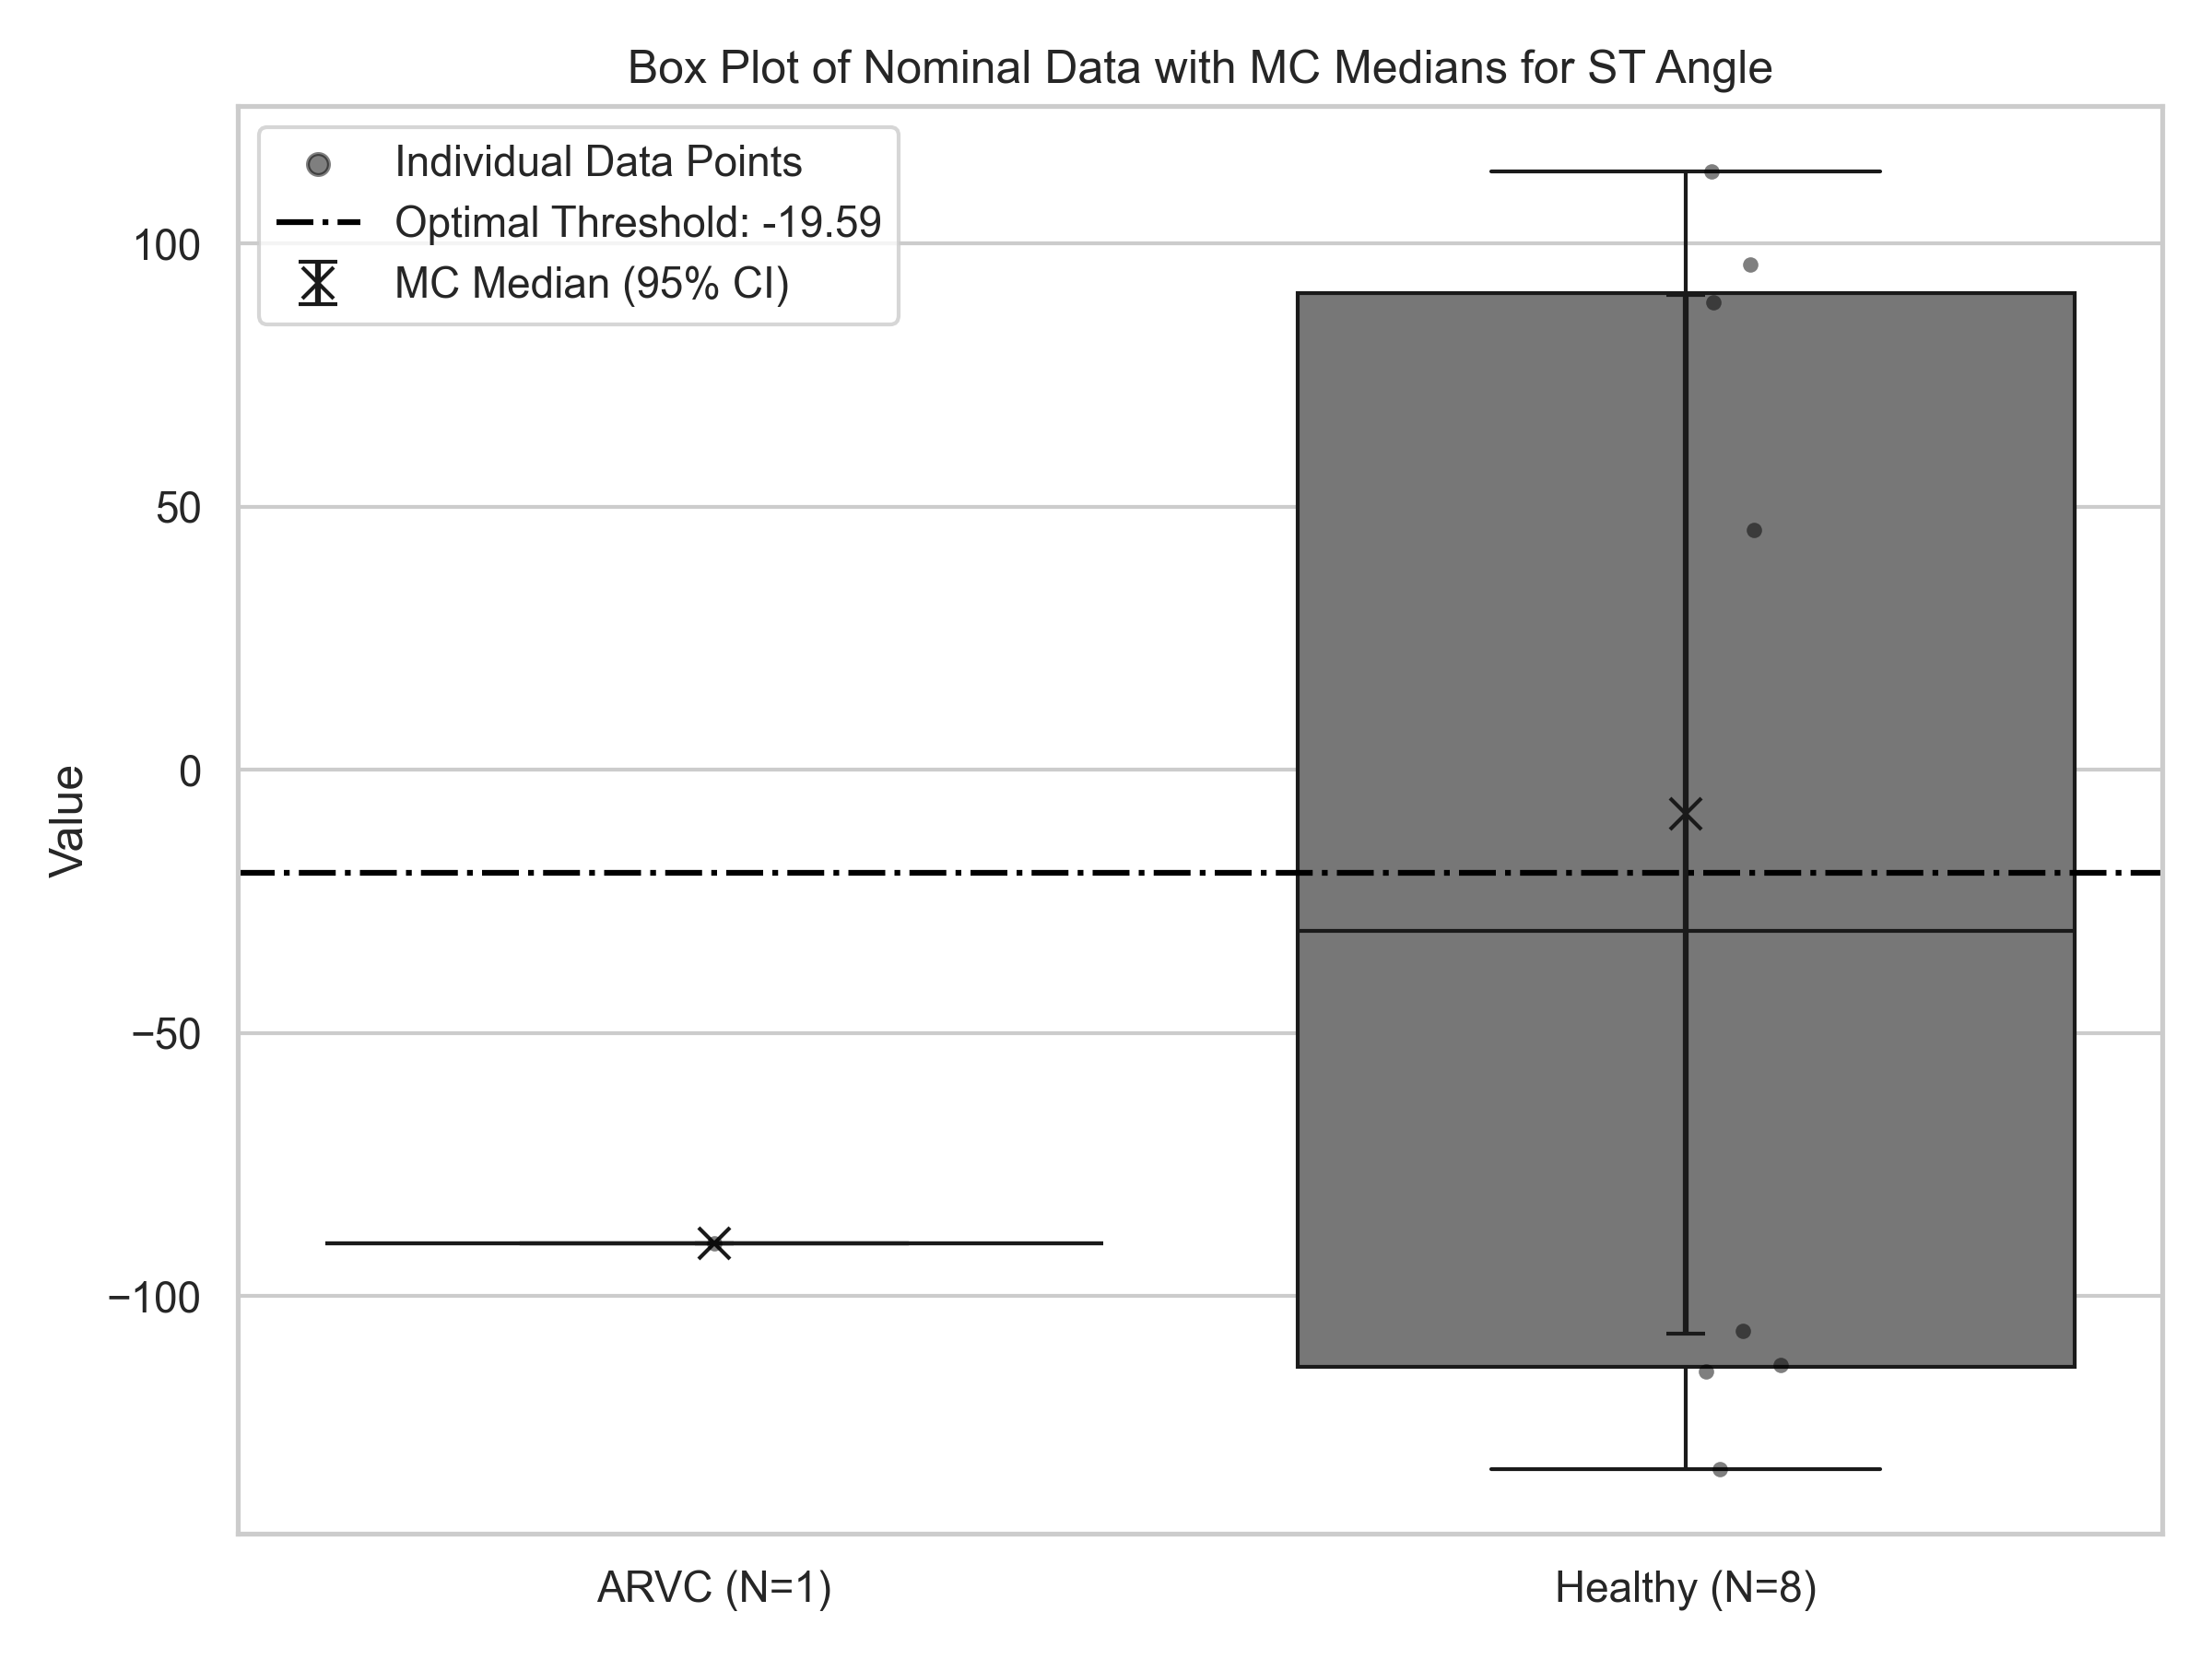 Box Plot of Nominal Data with MC Medians for ST Angle
Individual Data Points
Optimal Threshold: -19.59
MC Median (95% CI)
100
50
0
−50
−100
Value
ARVC (N=1)
Healthy (N=8)